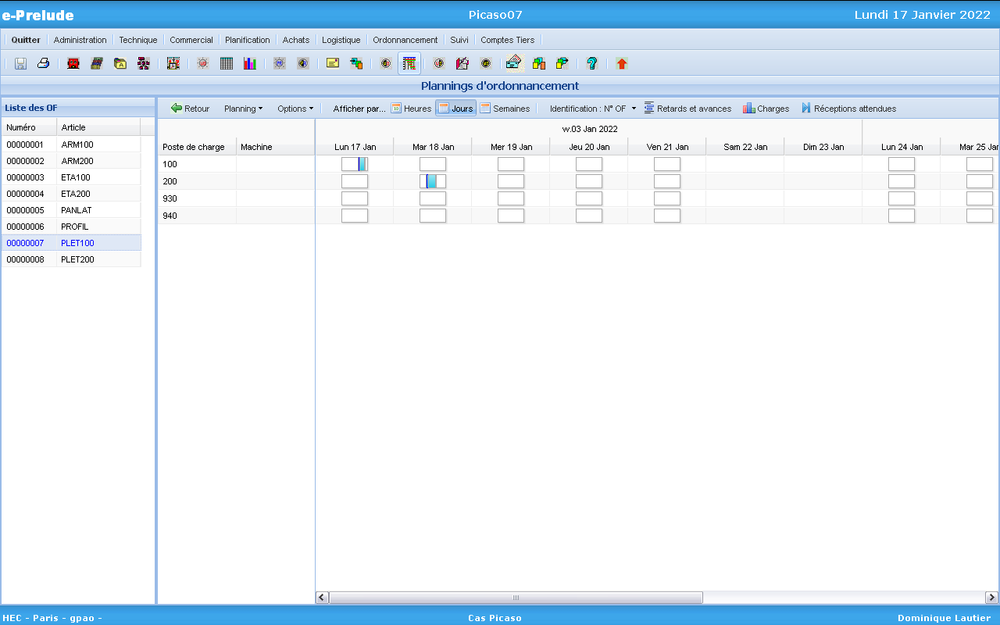 e-Prelude
Picaso07
Lundi 17 Janvier 2022
Quitter Administration Technique Commercial Planification Achats Logistique Ordonnancement Suivi Comptes Tiers
Plannings d'ordonnancement
Liste des OF
Numéro Article
00000001 ARM100
00000002 ARM200
00000003 ETA100
00000004 ETA200
00000005 PANLAT
00000006 PROFIL
00000007 PLET100
00000008 PLET200
Retour Planning Options Afficher par... Heures Jours Semaines Identification : N° OF Retards et avances Charges Réceptions attendues
w.03 Jan 2022
Poste de charge Machine Lun 17 Jan Mar 18 Jan Mer 19 Jan Jeu 20 Jan Ven 21 Jan Sam 22 Jan Dim 23 Jan Lun 24 Jan Mar 25 Jan
100
200
930
940
HEC - Paris - gpao -
Cas Picaso
Dominique Lautier